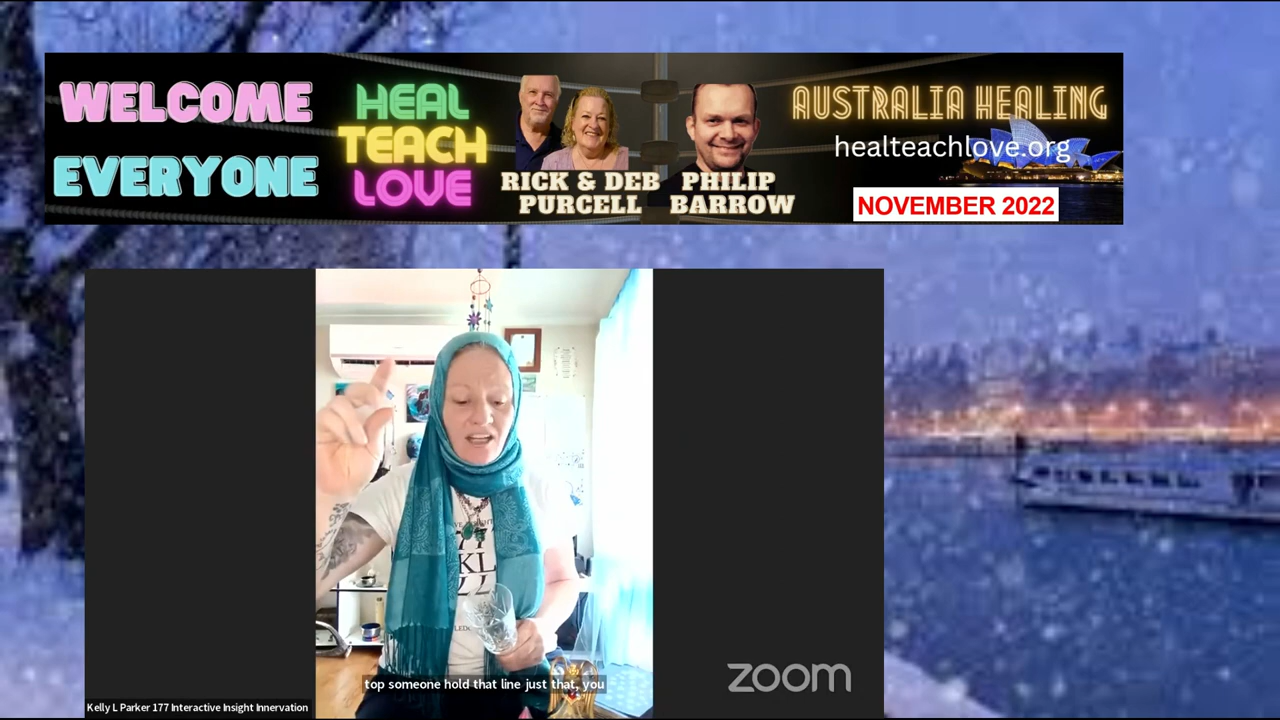 WELCOME
EVERYONE
HEAL
TEACH
LOVE
RICK & DEB
PURCELL
PHILIP
BARROW
AUSTRALIA HEALING
healteachlove.org
NOVEMBER 2022
top someone hold that line just that, you
Kelly L Parker 177 Interactive Insight Innervation
zoom